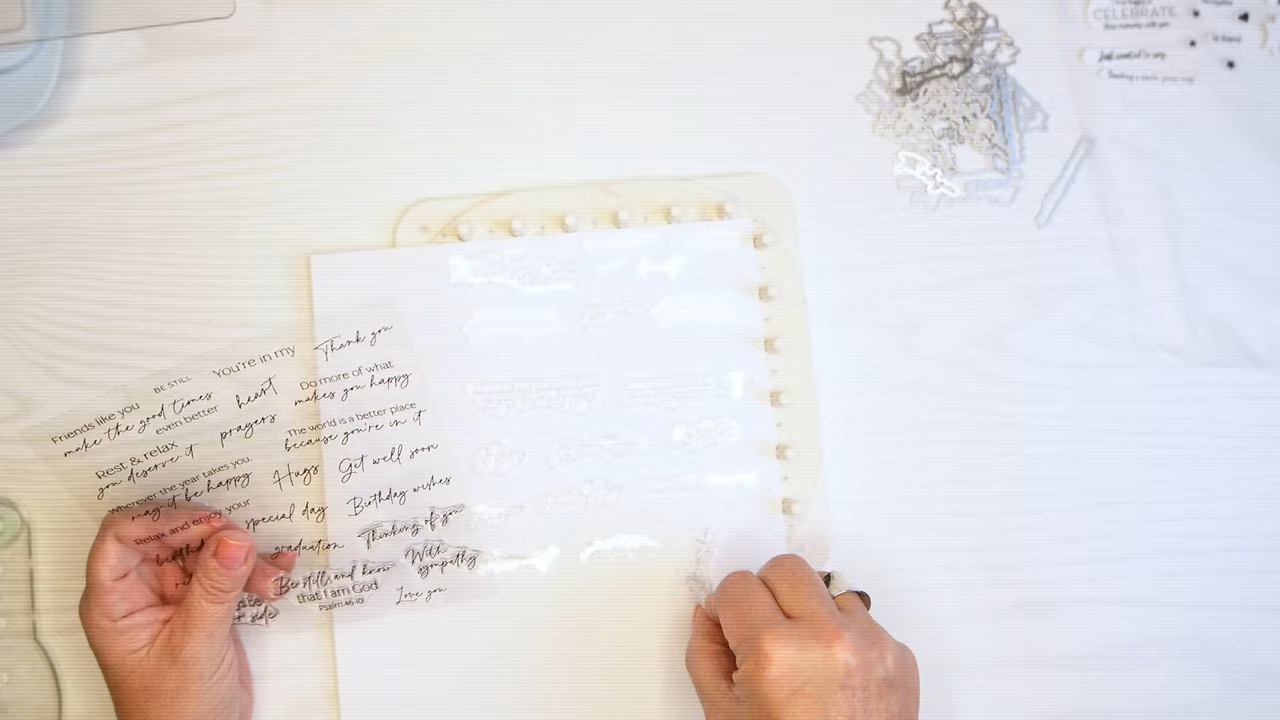 CELEBRATE
Just wanted to say
Thank you
You're in my
BE STILL
Do more of what
makes you happy
heart
Friends like you
make the good times
even better
The world is a better place
because you're in it
prayers
Rest & relax
you deserve it
Get well soon
Hugs
wherever the year takes you,
may it be happy
Birthday wishes
special day
Relax and enjoy your
Thinking of you
graduation
birthd
With
sympathy
Be still and know
that I am God
Psalm 46:10
Love you
side